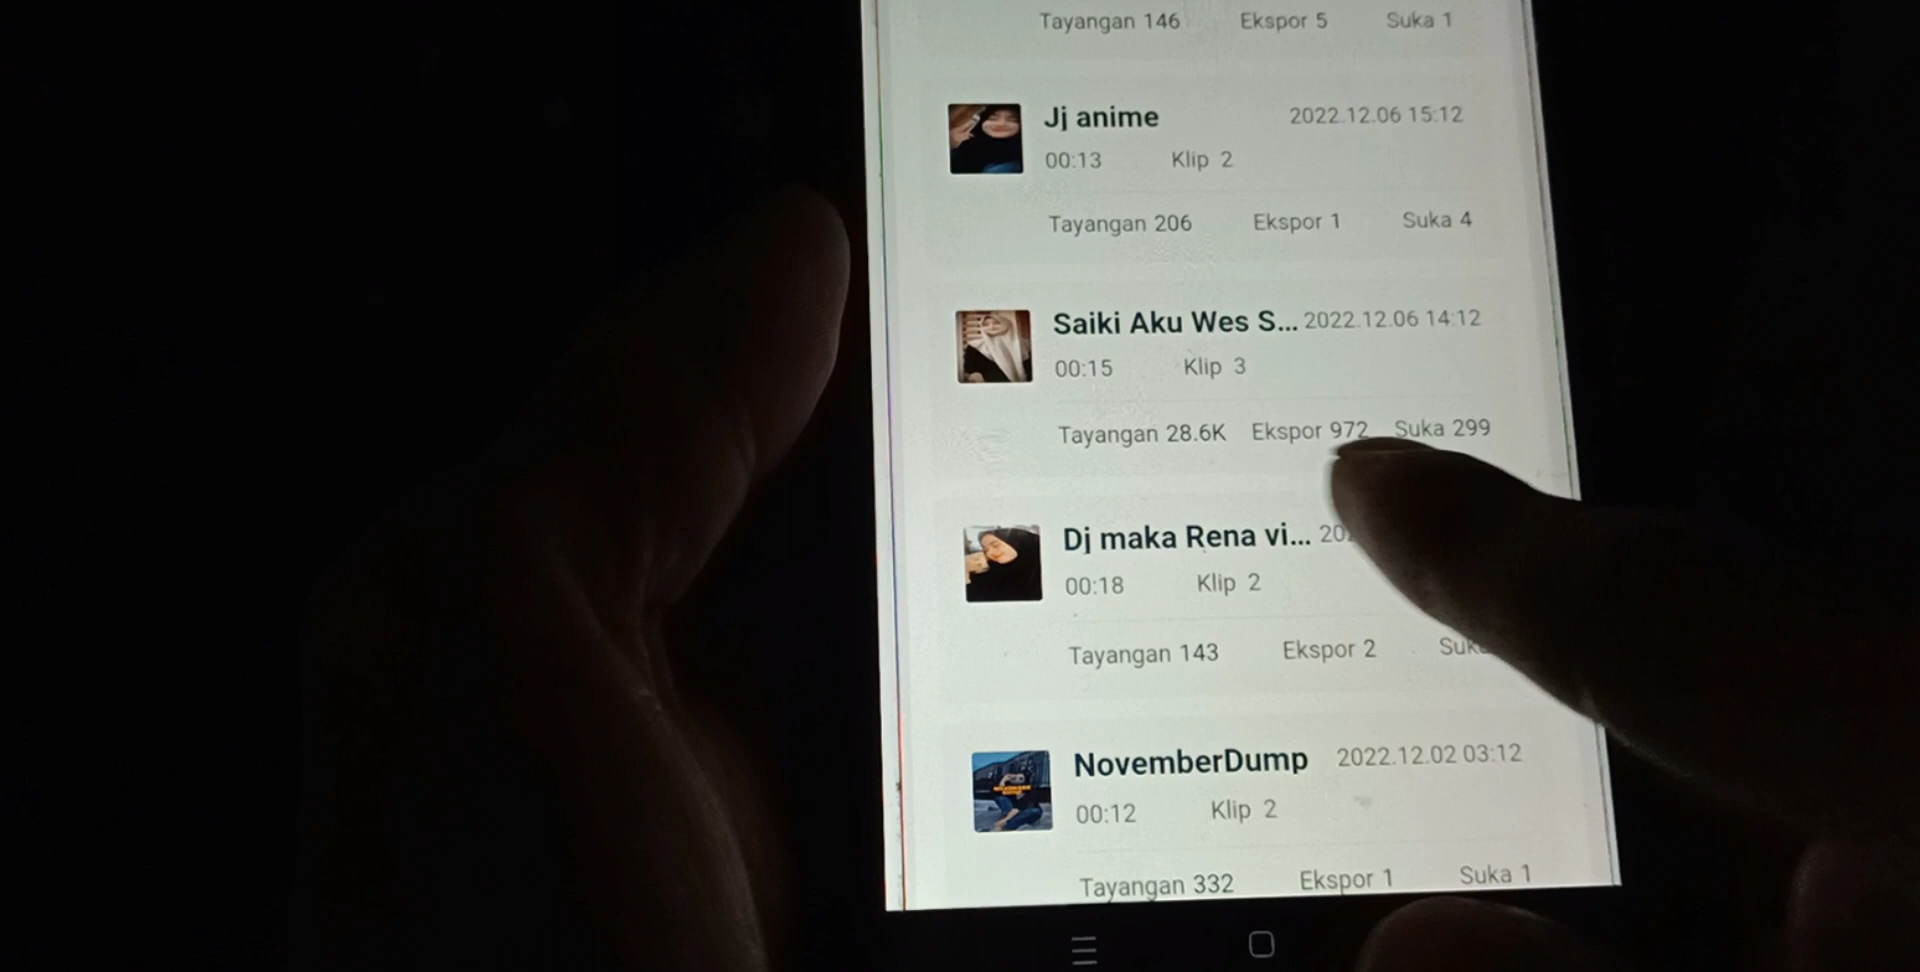 Tayangan 146 Ekspor 5 Suka 1
Jj anime 2022.12.06 15:12
00:13 Klip 2
Tayangan 206 Ekspor 1 Suka 4
Saiki Aku Wes S... 2022.12.06 14:12
00:15 Klip 3
Tayangan 28.6K Ekspor 972 Suka 299
Dj maka Rena vi...
00:18 Klip 2
Tayangan 143 Ekspor 2
NovemberDump 2022.12.02 03:12
00:12 Klip 2
Tayangan 332 Ekspor 1 Suka 1